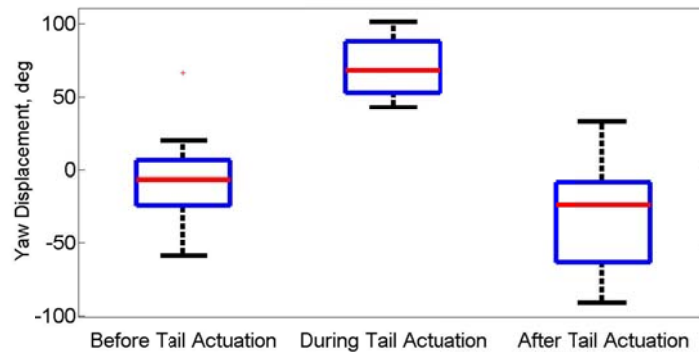 Yaw Displacement, deg
100
50
0
-50
-100
Before Tail Actuation
During Tail Actuation
After Tail Actuation